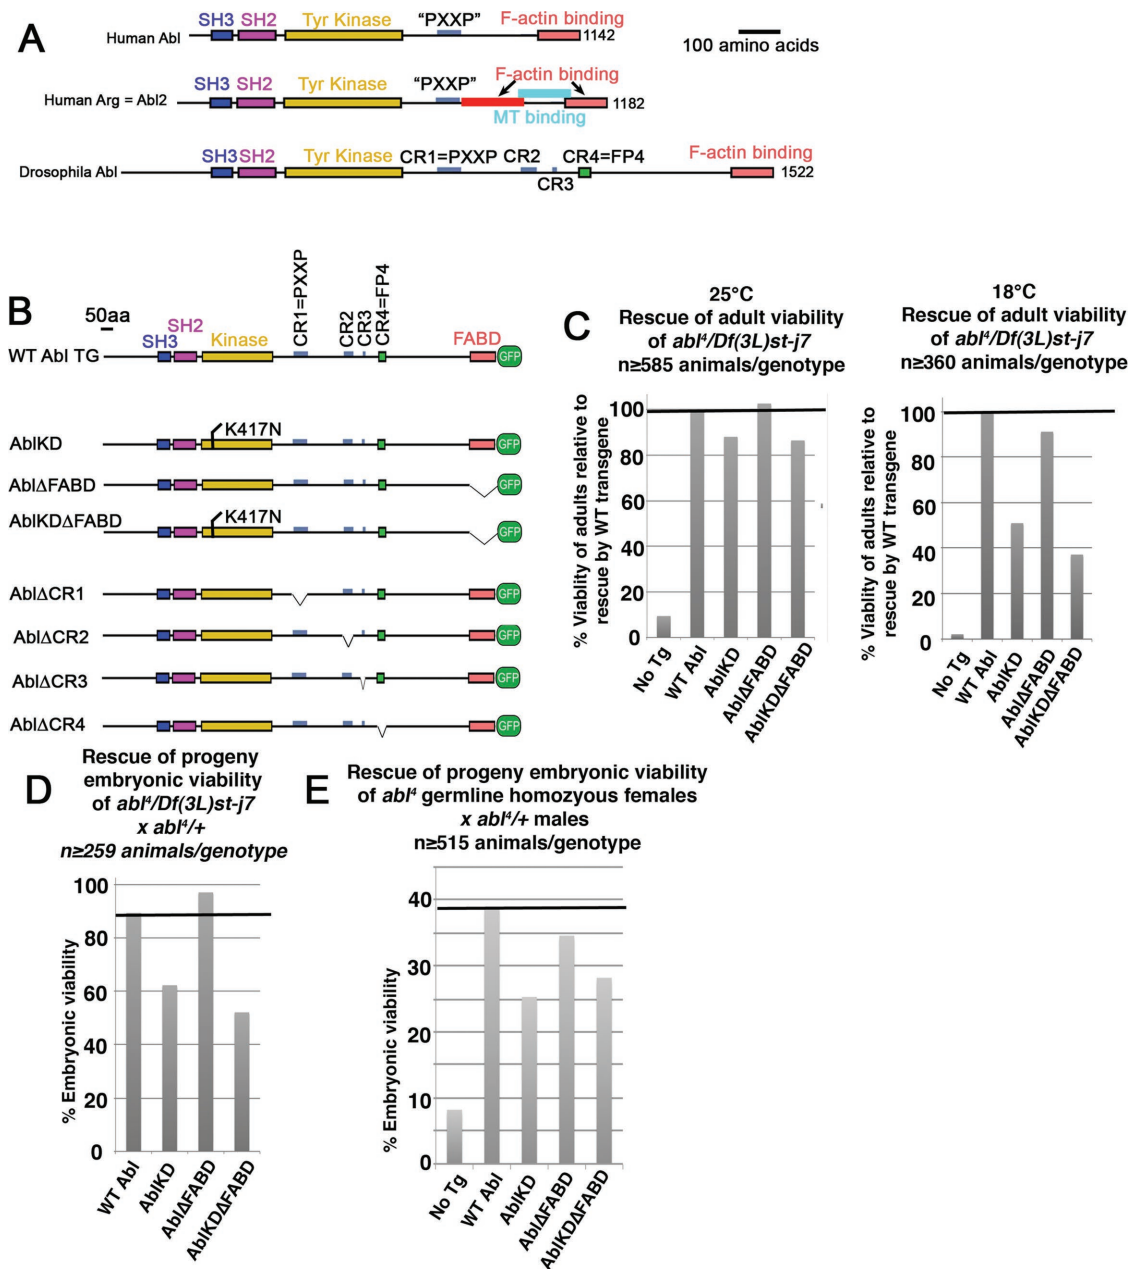 A
SH3 SH2 Tyr Kinase "PXXP" F-actin binding
Human Abl 1142
100 amino acids
SH3 SH2 Tyr Kinase "PXXP" F-actin binding
Human Arg = Abl2 1182
MT binding
SH3 SH2 Tyr Kinase CR1=PXXP CR2 CR4=FP4 F-actin binding
Drosophila Abl 1522
CR3
B
50aa
SH3 SH2 Kinase CR1=PXXP CR2 CR3 CR4=FP4 FABD
WT Abl TG GFP
AblKD K417N GFP
AblΔFABD GFP
AblKDΔFABD K417N GFP
AblΔCR1 GFP
AblΔCR2 GFP
AblΔCR3 GFP
AblΔCR4 GFP
C
25°C
Rescue of adult viability
of abl⁴/Df(3L)st-j7
n≥585 animals/genotype
% Viablity of adults relative to
rescue by WT transgene
100
80
60
40
20
0
No Tg
WT Abl
AblKD
AblΔFABD
AblKDΔFABD
18°C
Rescue of adult viability
of abl⁴/Df(3L)st-j7
n≥360 animals/genotype
% Viablity of adults relative to
rescue by WT transgene
100
80
60
40
20
0
No Tg
WT Abl
AblKD
AblΔFABD
AblKDΔFABD
D
Rescue of progeny
embryonic viability
of abl⁴/Df(3L)st-j7
x abl⁴/+
n≥259 animals/genotype
% Embryonic viability
100
80
60
40
20
0
WT Abl
AblKD
AblΔFABD
AblKDΔFABD
E
Rescue of progeny embryonic viability
of abl⁴ germline homozyous females
x abl⁴/+ males
n≥515 animals/genotype
% Embryonic viability
40
30
20
10
0
No Tg
WT Abl
AblKD
AblΔFABD
AblKDΔFABD